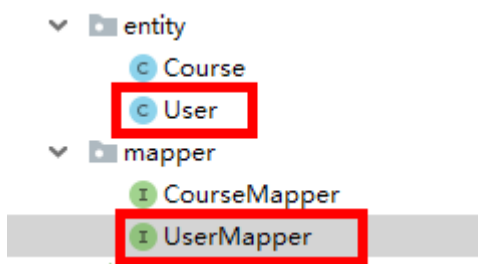 entity
C Course
C User
mapper
I CourseMapper
I UserMapper